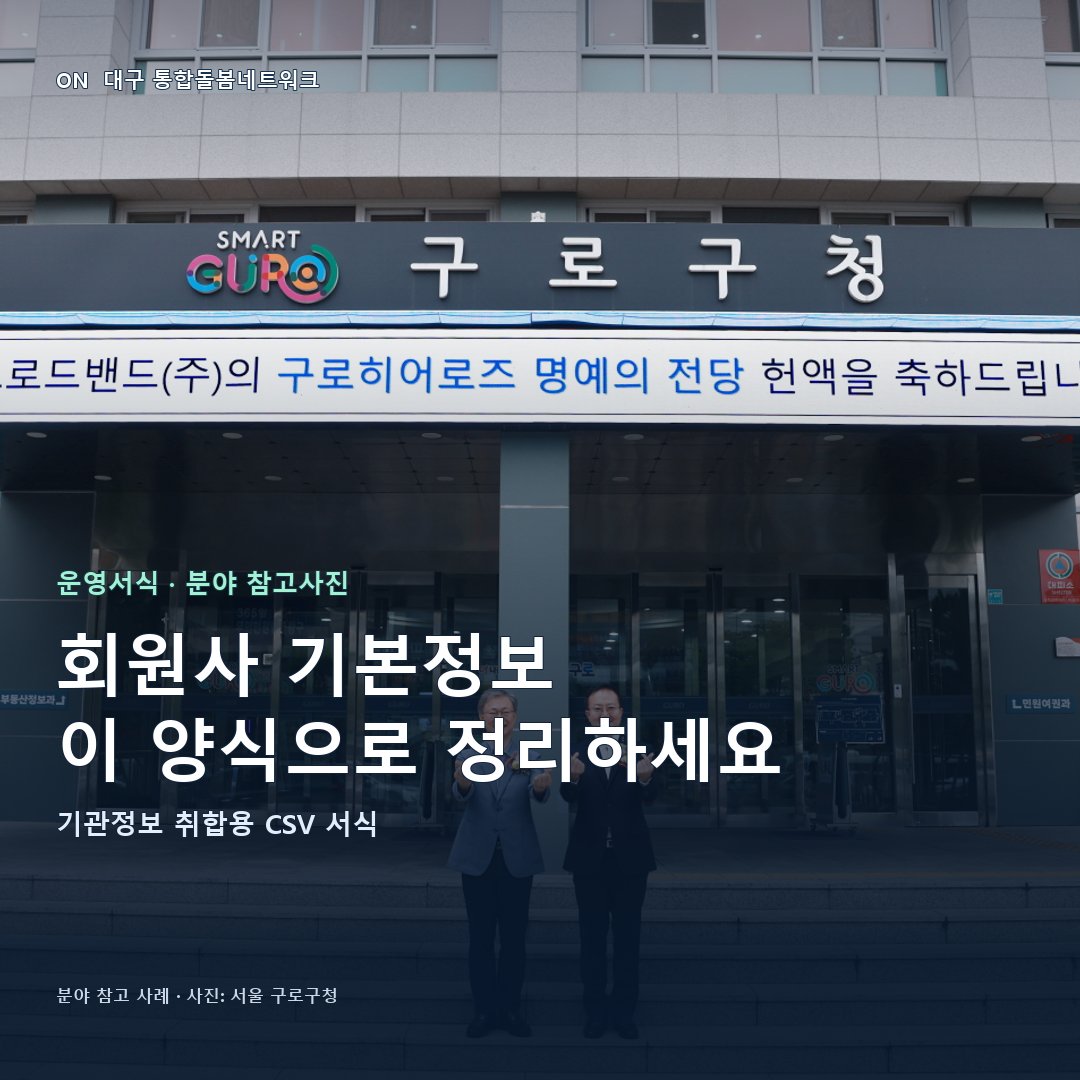 ON 대구 통합돌봄네트워크
SMART
GURO 구로구청
로드밴드(주)의 구로히어로즈 명예의 전당 헌액을 축하드립니
대피소
운영서식 · 분야 참고사진
회원사 기본정보
부동산정보과
민원여권과
SMART
GURO
이 양식으로 정리하세요
기관정보 취합용 CSV 서식
분야 참고 사례 · 사진: 서울 구로구청